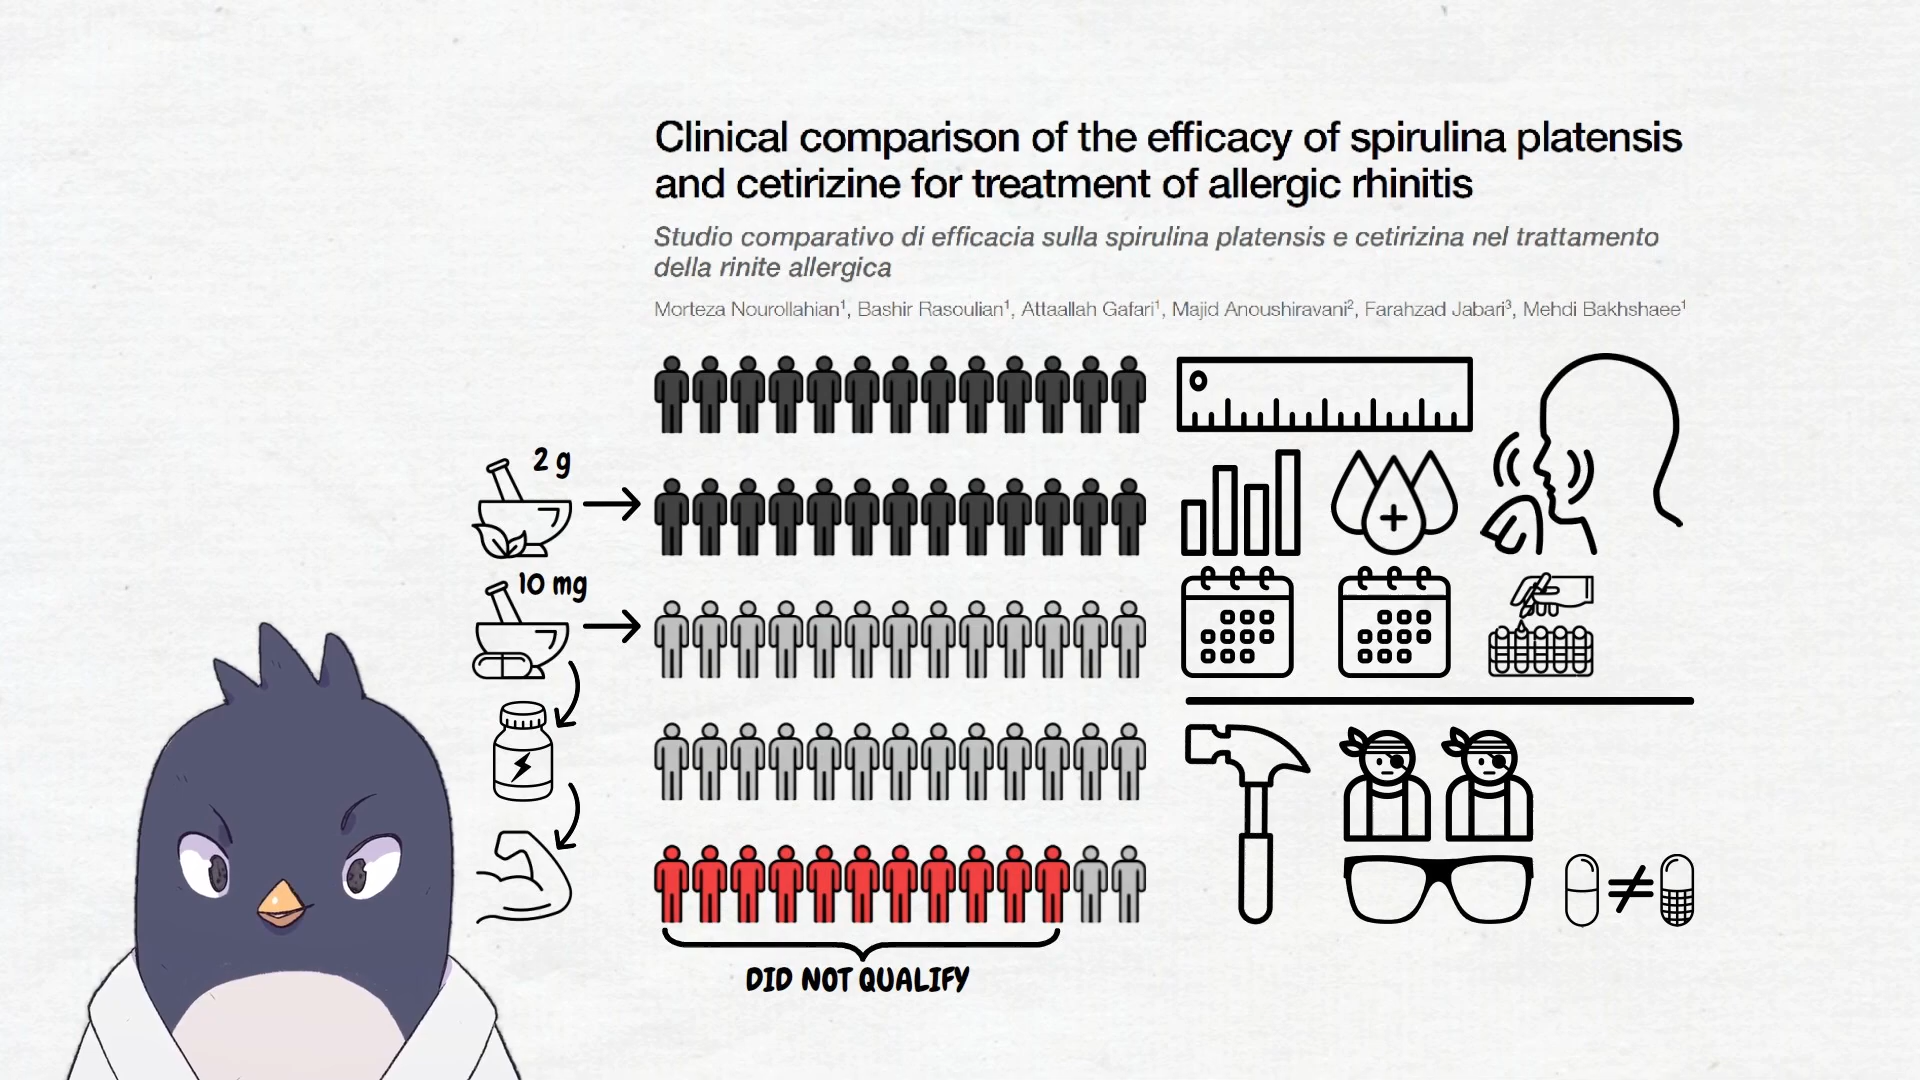 Clinical comparison of the efficacy of spirulina platensis
and cetirizine for treatment of allergic rhinitis
Studio comparativo di efficacia sulla spirulina platensis e cetirizina nel trattamento
della rinite allergica
Morteza Nourollahian¹, Bashir Rasoulian¹, Attaallah Gafari¹, Majid Anoushiravani², Farahzad Jabari³, Mehdi Bakhshaee¹
2 g
10 mg
DID NOT QUALIFY